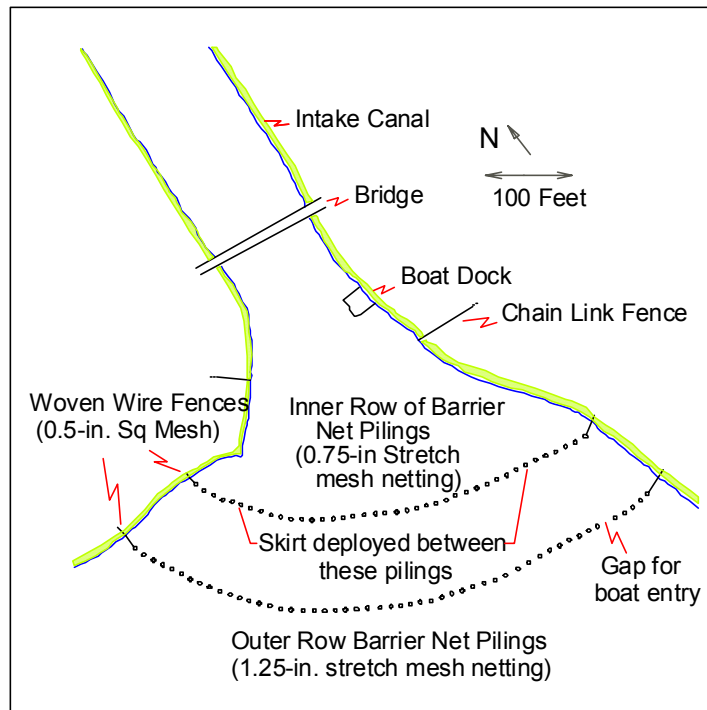 Intake Canal
N
Bridge
100 Feet
Boat Dock
Chain Link Fence
Woven Wire Fences
(0.5-in. Sq Mesh)
Inner Row of Barrier
Net Pilings
(0.75-in Stretch
mesh netting)
Skirt deployed between
these pilings
Gap for
boat entry
Outer Row Barrier Net Pilings
(1.25-in. stretch mesh netting)